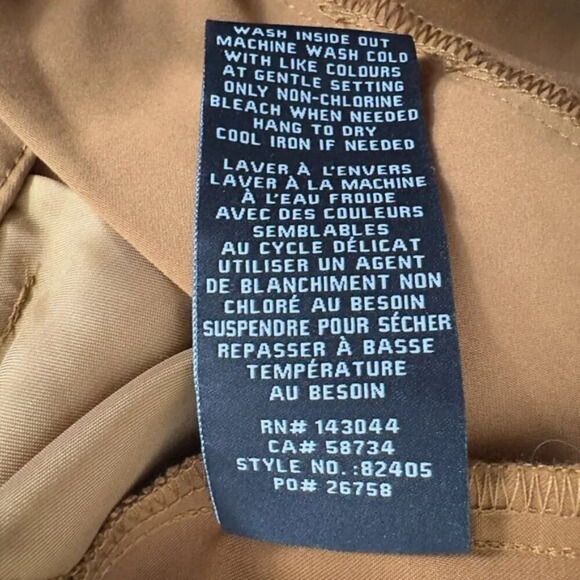 WASH INSIDE OUT
MACHINE WASH COLD
WITH LIKE COLOURS
AT GENTLE SETTING
ONLY NON-CHLORINE
BLEACH WHEN NEEDED
HANG TO DRY
COOL IRON IF NEEDED
LAVER À L'ENVERS
LAVER À LA MACHINE
À L'EAU FROIDE
AVEC DES COULEURS
SEMBLABLES
AU CYCLE DÉLICAT
UTILISER UN AGENT
DE BLANCHIMENT NON
CHLORÉ AU BESOIN
SUSPENDRE POUR SÉCHER
REPASSER À BASSE
TEMPÉRATURE
AU BESOIN
RN# 143044
CA# 58734
STYLE NO.:82405
PO# 26758